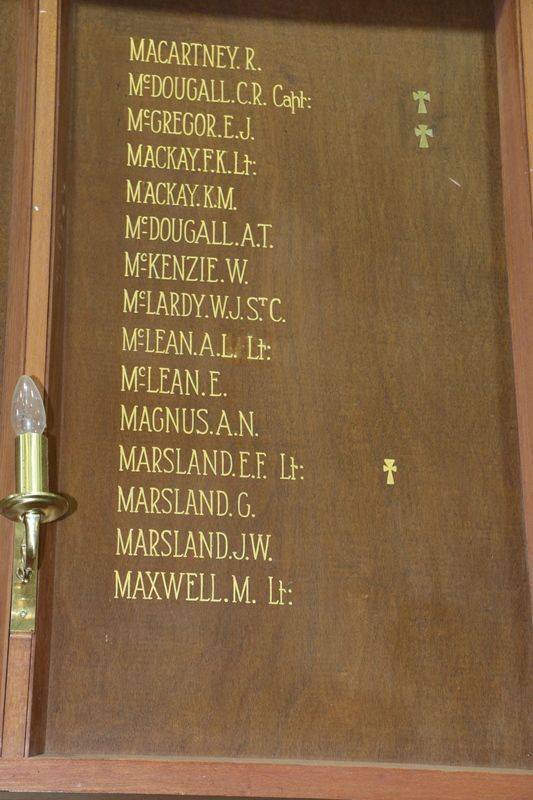 MACARTNEY. R.
McDOUGALL. C.R. Capt:
McGREGOR. E.J.
MACKAY. F.K. Lt:
MACKAY. K.M.
McDOUGALL. A.T.
McKENZIE. W.
McLARDY. W.J. ST C.
McLEAN. A.L. Lt:
McLEAN. E.
MAGNUS. A.N.
MARSLAND. E.F. Lt:
MARSLAND. G.
MARSLAND. J.W.
MAXWELL. M. Lt: